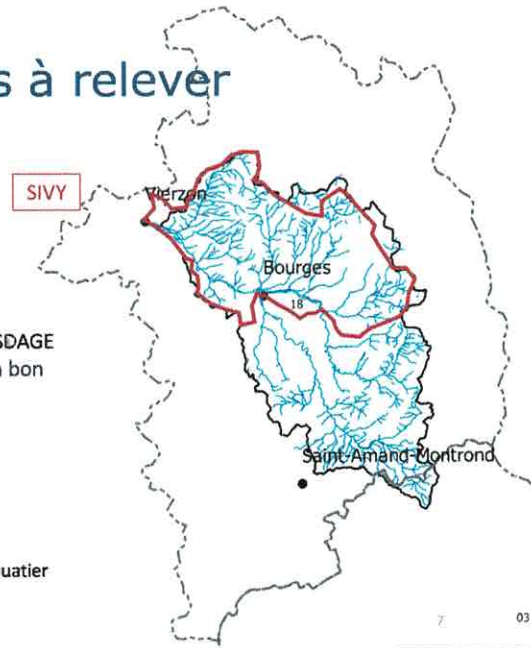 s à relever
SIVY
Vierzon
Bourges
18
SDAGE
bon
Saint-Amand-Montrond
uatier
7
03